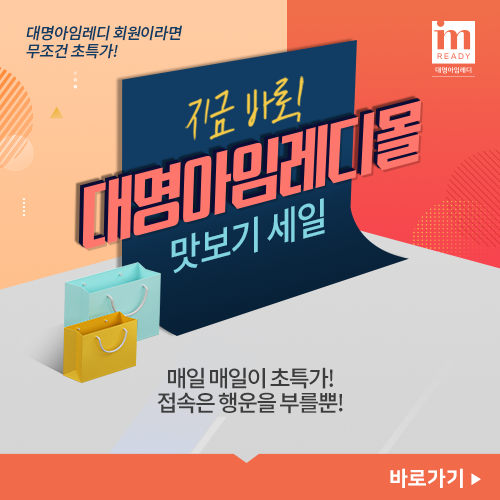 대명아임레디 회원이라면
무조건 초특가!
im
READY
대명아임레디
지금 바로!
대명아임레디몰
맛보기 세일
매일 매일이 초특가!
접속은 행운을 부를뿐!
바로가기 ▶